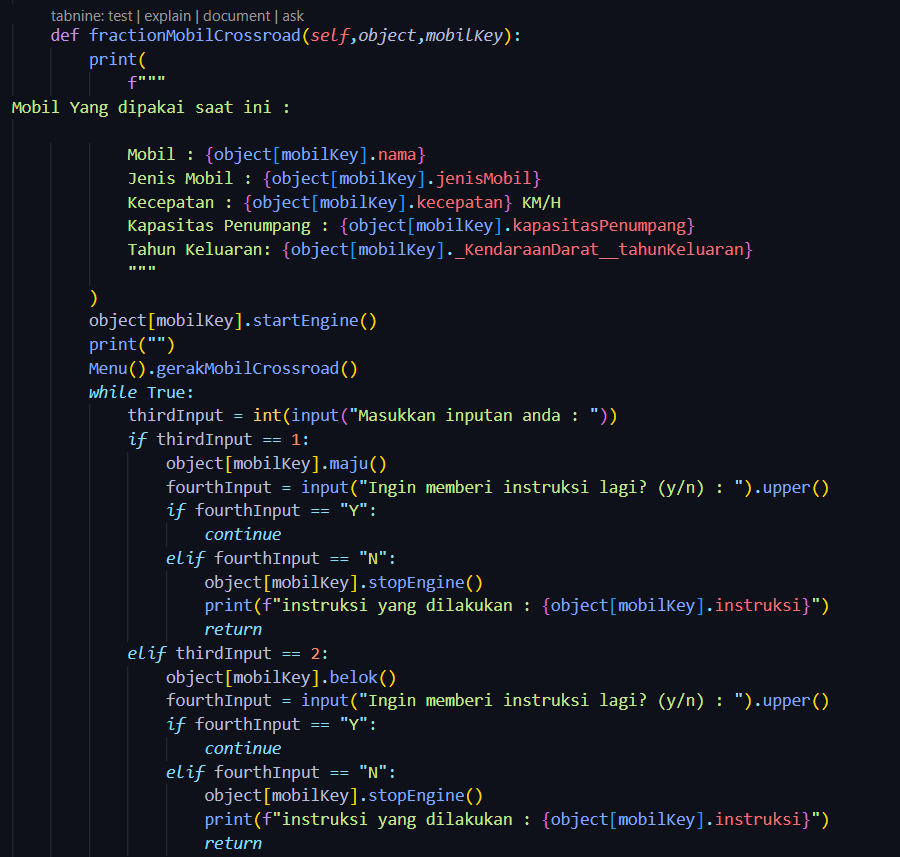 tabnine: test | explain | document | ask
def fractionMobilCrossroad(self,object,mobilKey):
print(
f"""
Mobil Yang dipakai saat ini :
Mobil : {object[mobilKey].nama}
Jenis Mobil : {object[mobilKey].jenisMobil}
Kecepatan : {object[mobilKey].kecepatan} KM/H
Kapasitas Penumpang : {object[mobilKey].kapasitasPenumpang}
Tahun Keluaran: {object[mobilKey]._KendaraanDarat__tahunKeluaran}
"""
)
object[mobilKey].startEngine()
print("")
Menu().gerakMobilCrossroad()
while True:
thirdInput = int(input("Masukkan inputan anda : "))
if thirdInput == 1:
object[mobilKey].maju()
fourthInput = input("Ingin memberi instruksi lagi? (y/n) : ").upper()
if fourthInput == "Y":
continue
elif fourthInput == "N":
object[mobilKey].stopEngine()
print(f"instruksi yang dilakukan : {object[mobilKey].instruksi}")
return
elif thirdInput == 2:
object[mobilKey].belok()
fourthInput = input("Ingin memberi instruksi lagi? (y/n) : ").upper()
if fourthInput == "Y":
continue
elif fourthInput == "N":
object[mobilKey].stopEngine()
print(f"instruksi yang dilakukan : {object[mobilKey].instruksi}")
return